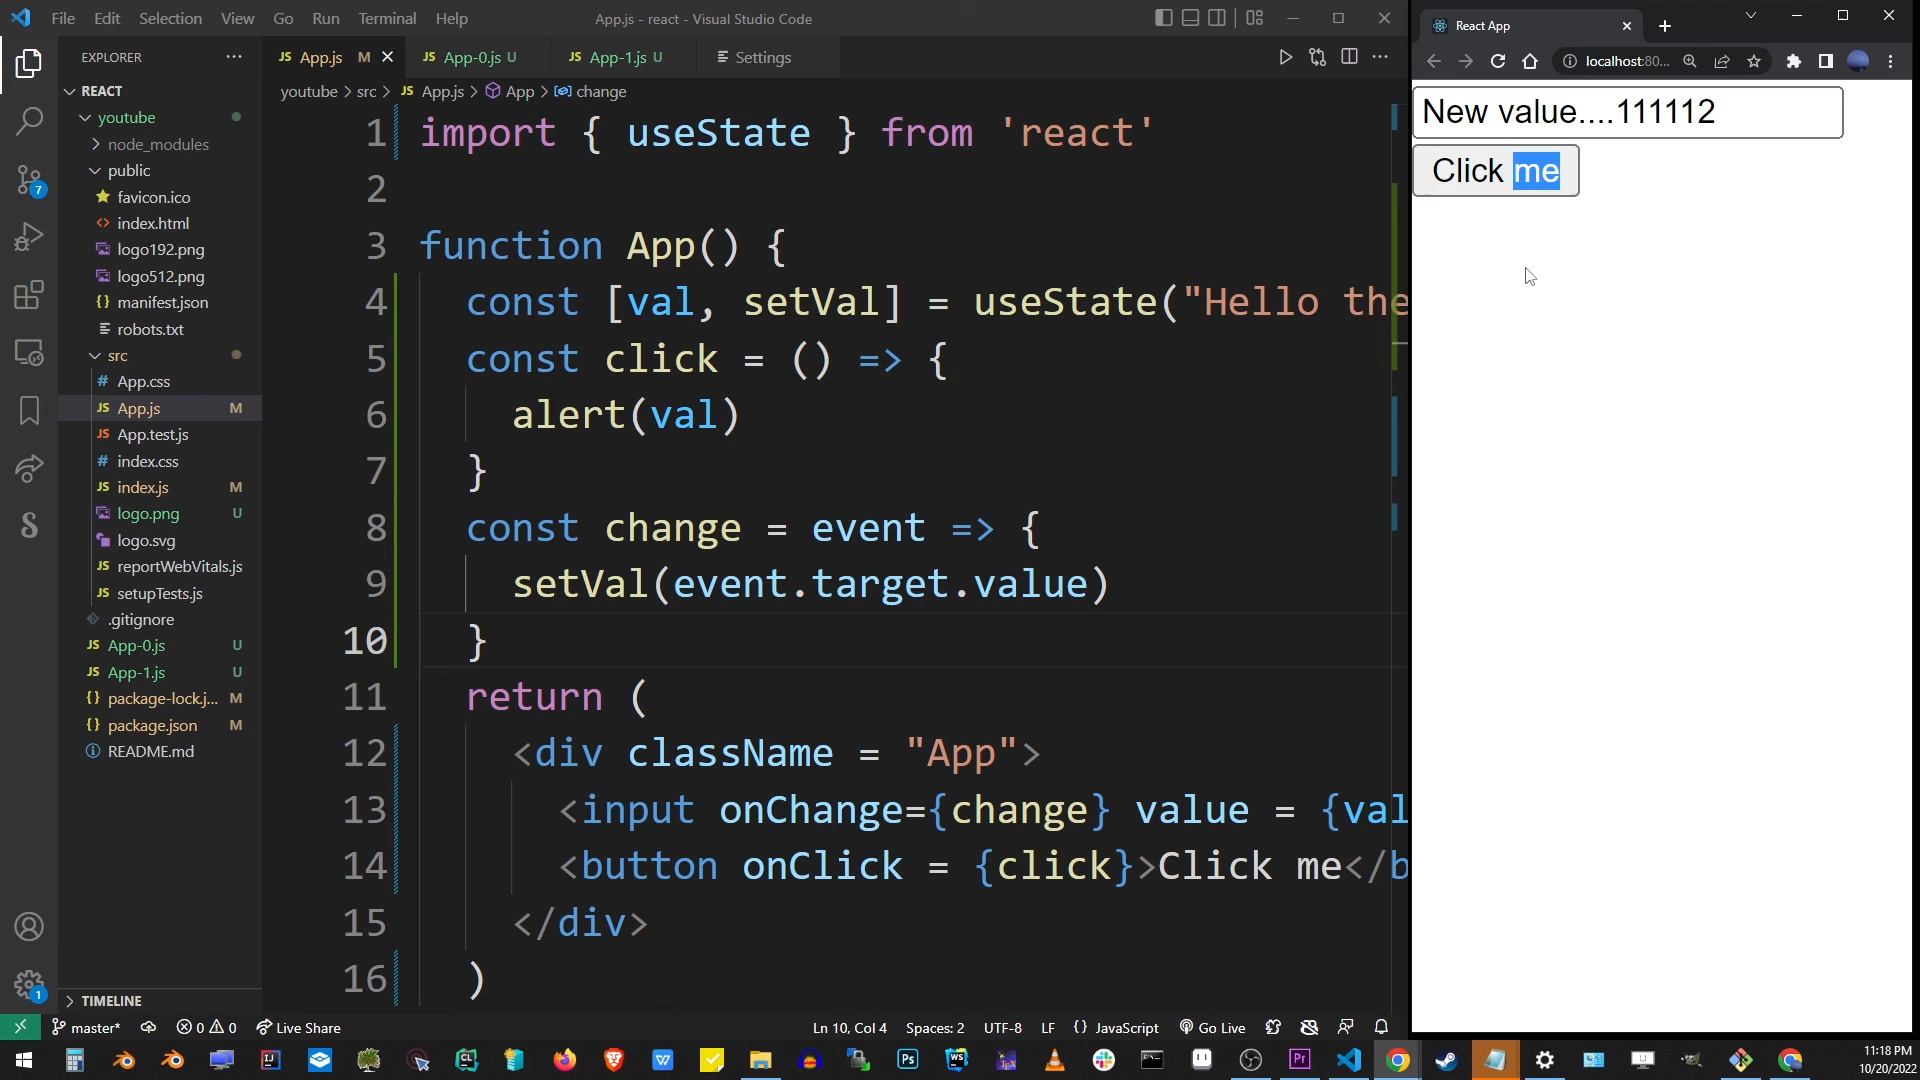 File Edit Selection View Go Run Terminal Help
App.js - react - Visual Studio Code
EXPLORER
REACT
youtube
node_modules
public
favicon.ico
index.html
logo192.png
logo512.png
manifest.json
robots.txt
src
App.css
App.js M
App.test.js
index.css
index.js M
logo.png U
logo.svg
reportWebVitals.js
setupTests.js
.gitignore
App-0.js U
App-1.js U
package-lock.j... M
package.json M
README.md
TIMELINE
JS App.js M
JS App-0.js U
JS App-1.js U
Settings
youtube > src > JS App.js > App > change
1 import { useState } from 'react'
2
3 function App() {
4 const [val, setVal] = useState("Hello the
5 const click = () => {
6 alert(val)
7 }
8 const change = event => {
9 setVal(event.target.value)
10 }
11 return (
12 <div className = "App">
13 <input onChange={change} value = {val
14 <button onClick = {click}>Click me</b
15 </div>
16 )
React App
localhost:80...
New value....111112
Click me
7
1
master* 0 0 Live Share
Ln 10, Col 4 Spaces: 2 UTF-8 LF {} JavaScript Go Live
11:18 PM
10/20/2022